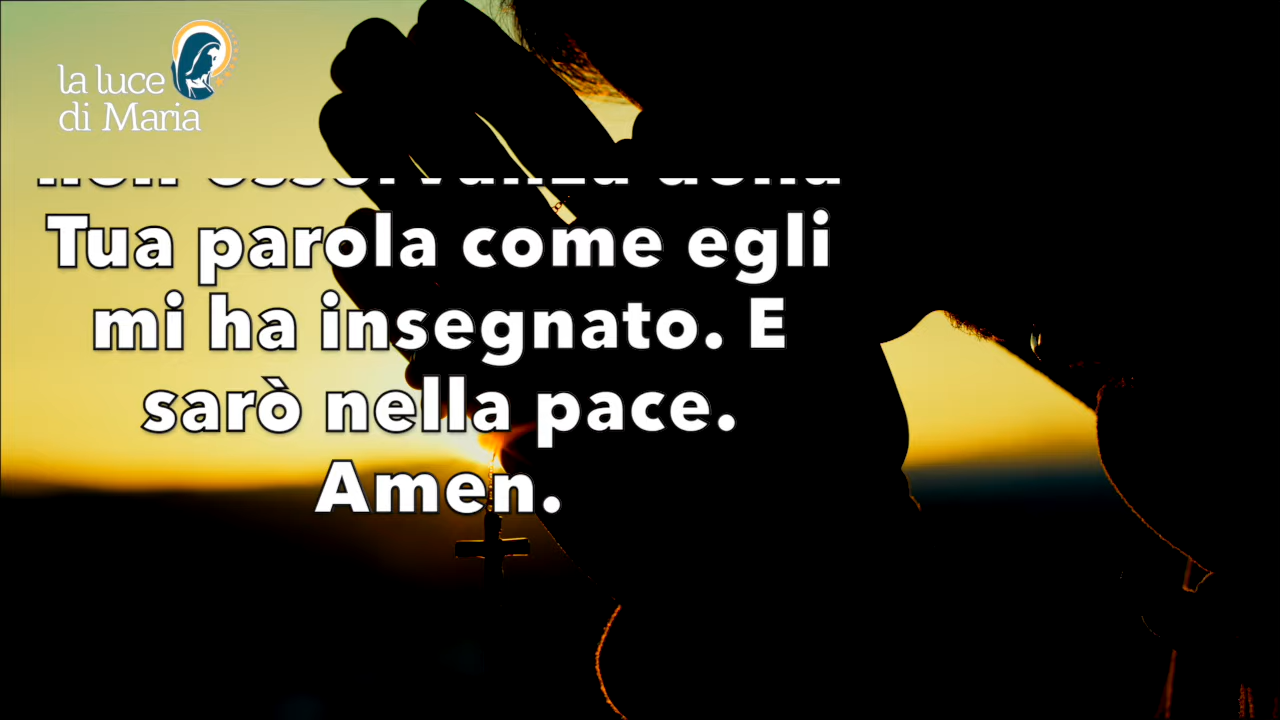 la luce
di Maria
Tua parola come egli
mi ha insegnato. E
sarò nella pace.
Amen.